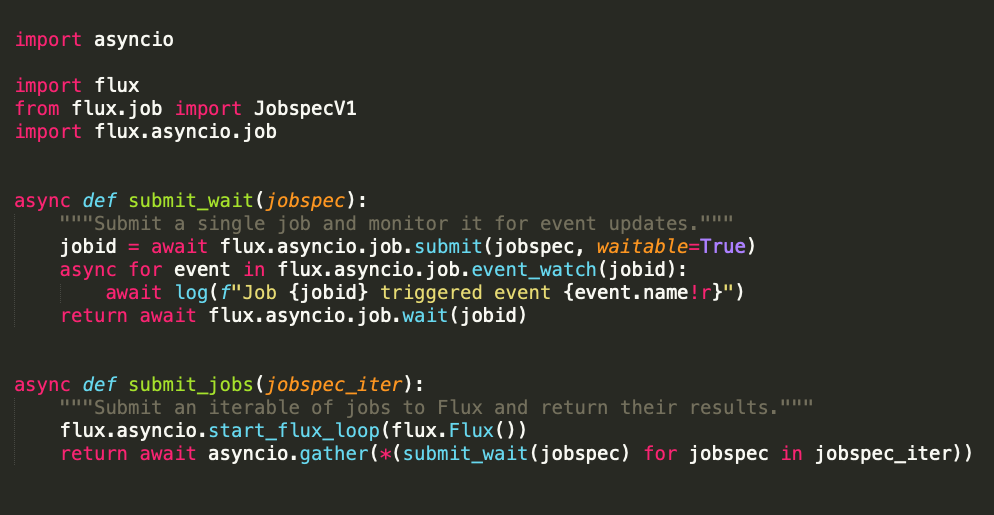 import asyncio
import flux
from flux.job import JobspecV1
import flux.asyncio.job
async def submit_wait(jobspec):
    """Submit a single job and monitor it for event updates."""
    jobid = await flux.asyncio.job.submit(jobspec, waitable=True)
    async for event in flux.asyncio.job.event_watch(jobid):
        await log(f"Job {jobid} triggered event {event.name!r}")
    return await flux.asyncio.job.wait(jobid)
async def submit_jobs(jobspec_iter):
    """Submit an iterable of jobs to Flux and return their results."""
    flux.asyncio.start_flux_loop(flux.Flux())
    return await asyncio.gather(*(submit_wait(jobspec) for jobspec in jobspec_iter))